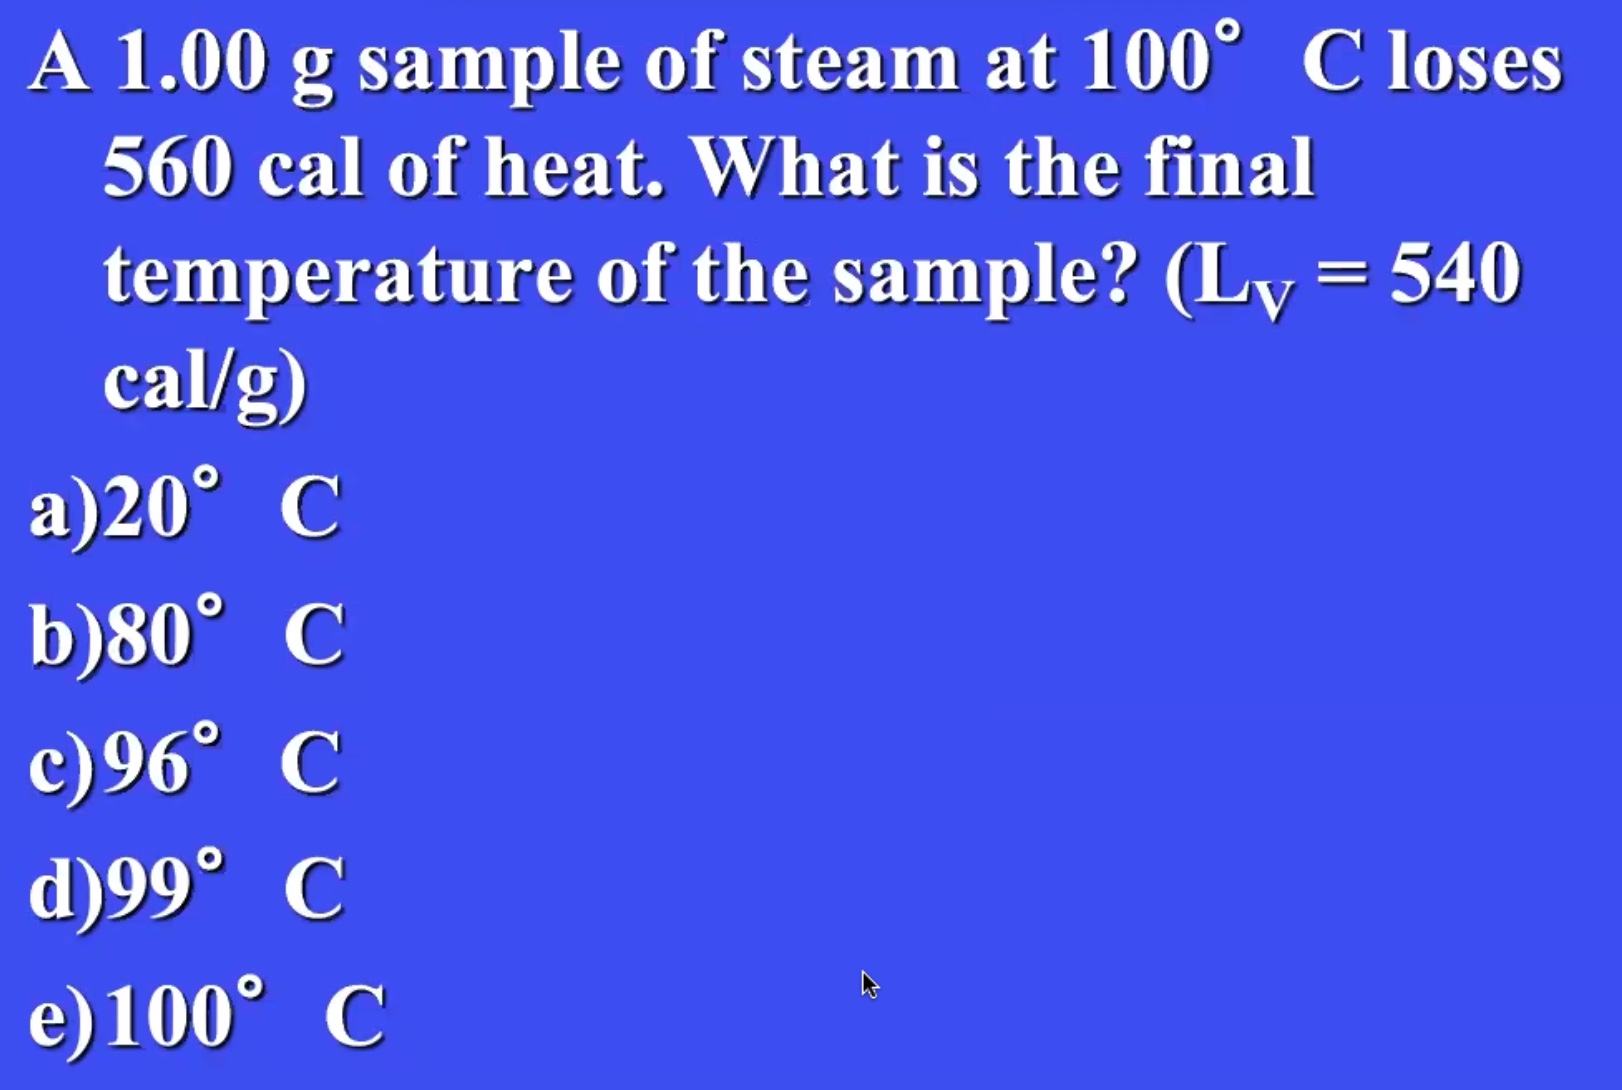 A 1.00 g sample of steam at 100° C loses
560 cal of heat. What is the final
temperature of the sample? (LV = 540
cal/g)
a)20° C
b)80° C
c)96° C
d)99° C
e)100° C